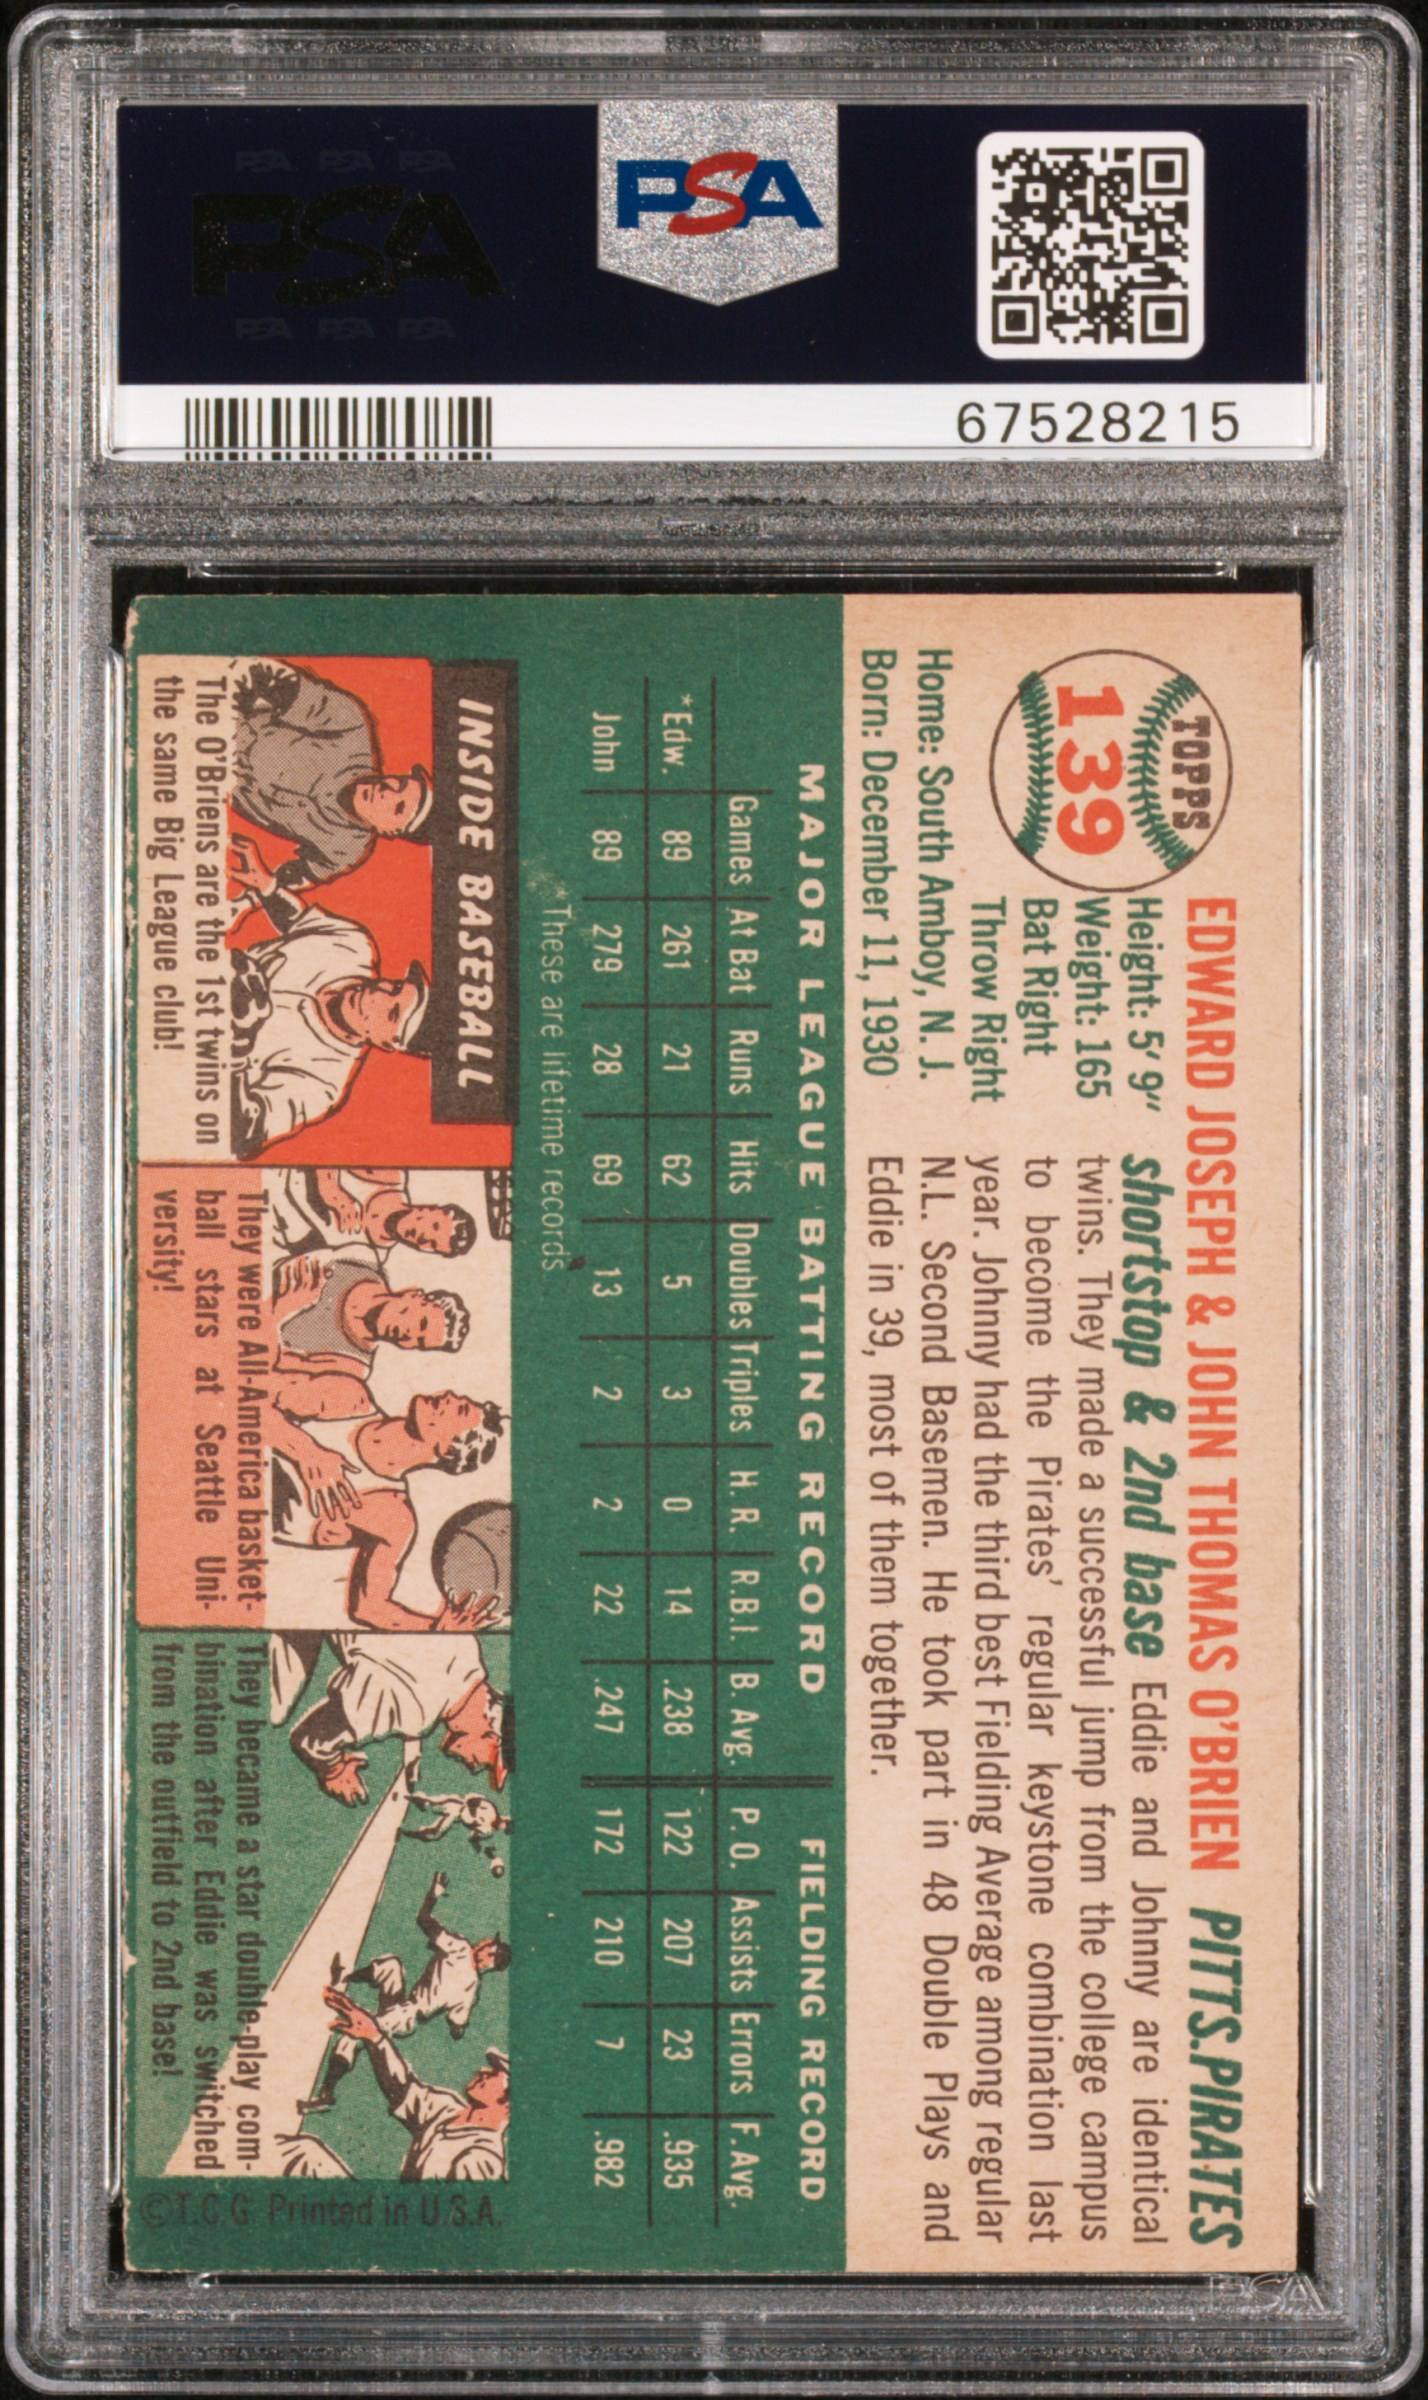 PSA PSA PSA
PSA
PSA PSA PSA
PSA
67528215
TOPPS
139
EDWARD JOSEPH & JOHN THOMAS O'BRIEN PITTS.PIRATES
Height: 5' 9"
Weight: 165
Bat Right
Throw Right
Home: South Amboy, N. J.
Born: December 11, 1930
shortstop & 2nd base Eddie and Johnny are identical
twins. They made a successful jump from the college campus
to become the Pirates' regular keystone combination last
year. Johnny had the third best Fielding Average among regular
N.L. Second Basemen. He took part in 48 Double Plays and
Eddie in 39, most of them together.
MAJOR LEAGUE BATTING RECORD FIELDING RECORD
Games At Bat Runs Hits Doubles Triples H. R. R.B.I. B. Avg. P. O. Assists Errors F. Avg.
*Edw. 89 261 21 62 5 3 0 14 .238 122 207 23 .935
John 89 279 28 69 13 2 2 22 .247 172 210 7 .982
*These are lifetime records.
INSIDE BASEBALL
The O'Briens are the 1st twins on
the same Big League club!
They were All-America basket-
ball stars at Seattle Uni-
versity!
They became a star double-play com-
bination after Eddie was switched
from the outfield to 2nd base!
©T.C.G. Printed in U.S.A.
PSA